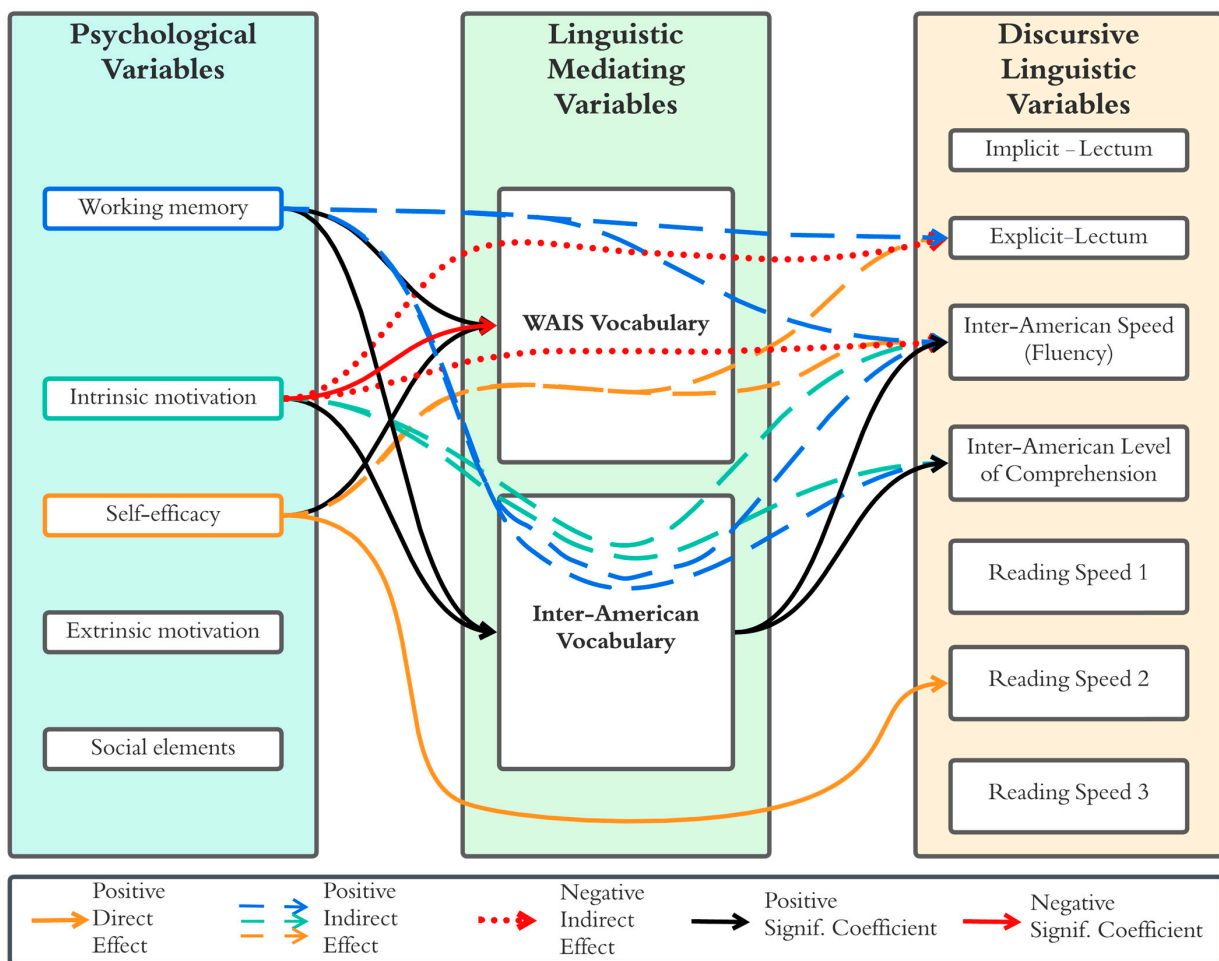 Psychological
Variables
Linguistic
Mediating
Variables
Discursive
Linguistic
Variables
Working memory
Intrinsic motivation
Self-efficacy
Extrinsic motivation
Social elements
WAIS Vocabulary
Inter-American
Vocabulary
Implicit – Lectum
Explicit–Lectum
Inter-American Speed
(Fluency)
Inter-American Level
of Comprehension
Reading Speed 1
Reading Speed 2
Reading Speed 3
Positive
Direct
Effect
Positive
Indirect
Effect
Negative
Indirect
Effect
Positive
Signif. Coefficient
Negative
Signif. Coefficient